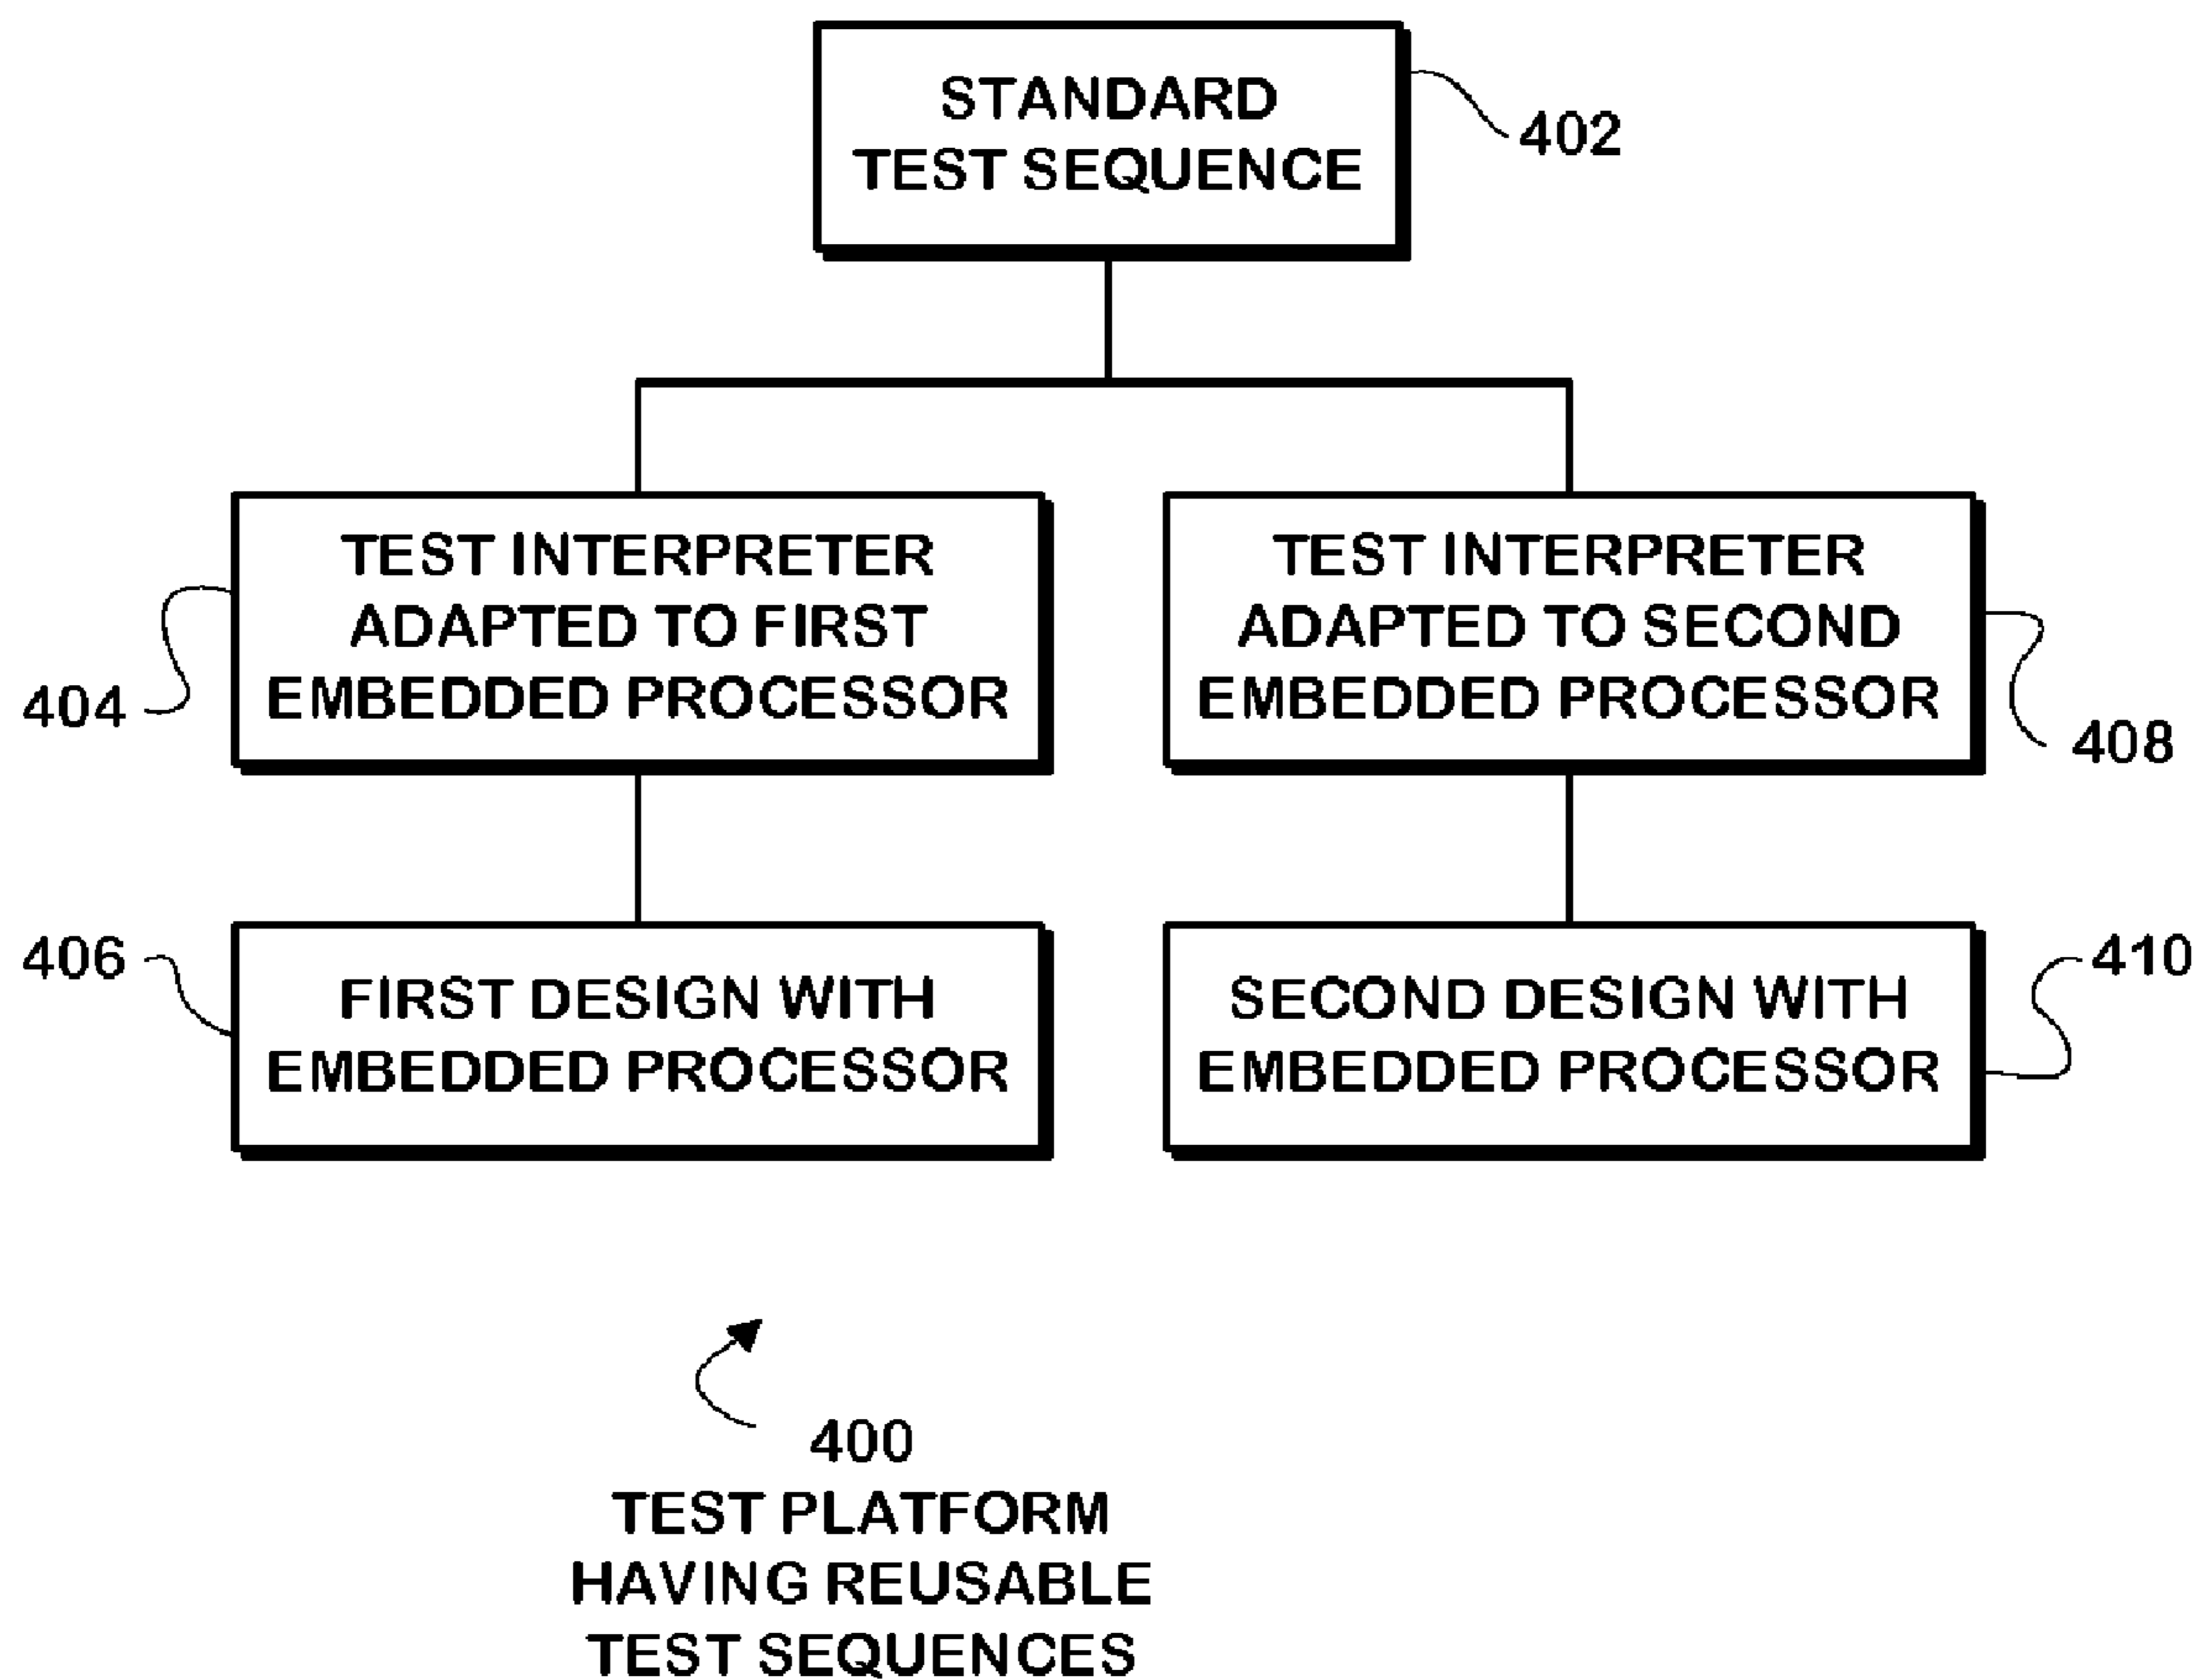 STANDARD
TEST SEQUENCE
402
TEST INTERPRETER
ADAPTED TO FIRST
EMBEDDED PROCESSOR
404
TEST INTERPRETER
ADAPTED TO SECOND
EMBEDDED PROCESSOR
408
406
FIRST DESIGN WITH
EMBEDDED PROCESSOR
SECOND DESIGN WITH
EMBEDDED PROCESSOR
410
400
TEST PLATFORM
HAVING REUSABLE
TEST SEQUENCES